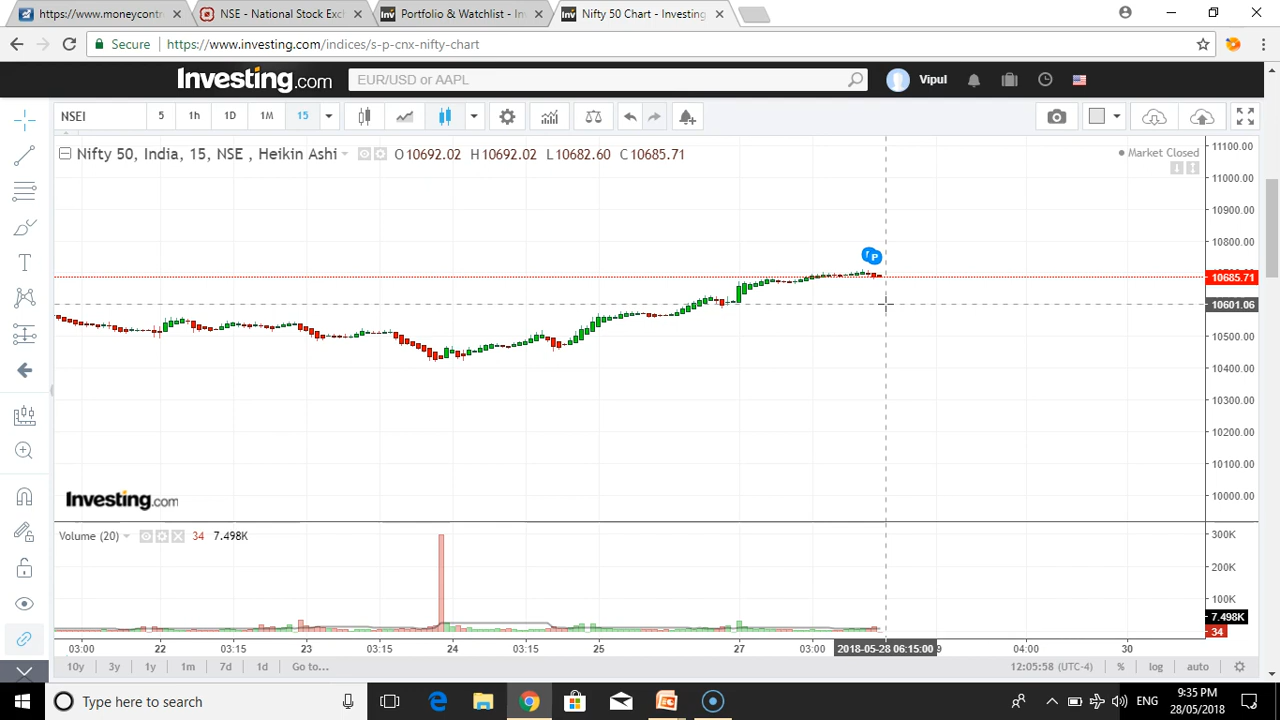 https://www.moneycontr
NSE - National Stock Exch
Portfolio & Watchlist - In
Nifty 50 Chart - Investing
Secure
https://www.investing.com/indices/s-p-cnx-nifty-chart
Investing.com
EUR/USD or AAPL
Vipul
NSEI
5
1h
1D
1M
15
Nifty 50, India, 15, NSE , Heikin Ashi
O10692.02 H10692.02 L10682.60 C10685.71
Market Closed
11100.00
11000.00
10900.00
10800.00
10685.71
10601.06
10500.00
10400.00
10300.00
10200.00
10100.00
10000.00
P
Investing.com
Volume (20)
34 7.498K
300K
200K
100K
7.498K
34
03:00 22 03:15 23 03:15 24 03:15 25 27 03:00 2018-05-28 06:15:00 9 04:00 30
10y 3y 1y 1m 7d 1d Go to...
12:05:58 (UTC-4) % log auto
Type here to search
ENG
9:35 PM
28/05/2018